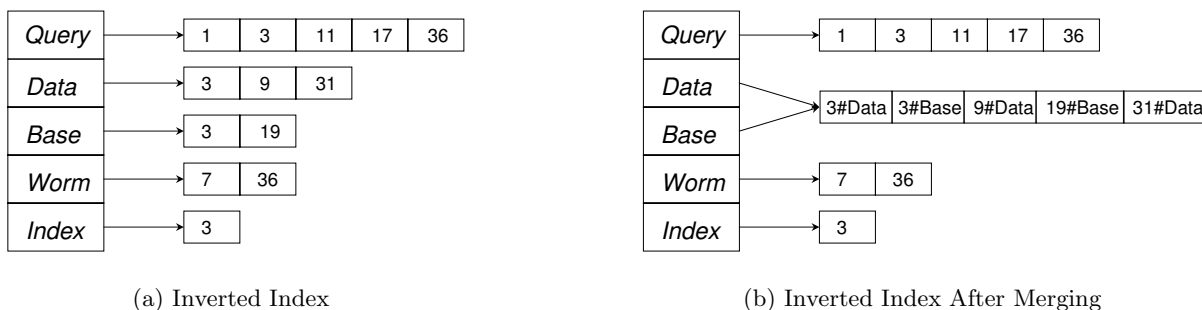 Query 1 3 11 17 36
Data 3 9 31
Base 3 19
Worm 7 36
Index 3
(a) Inverted Index
Query 1 3 11 17 36
Data
Base
3#Data 3#Base 9#Data 19#Base 31#Data
Worm 7 36
Index 3
(b) Inverted Index After Merging